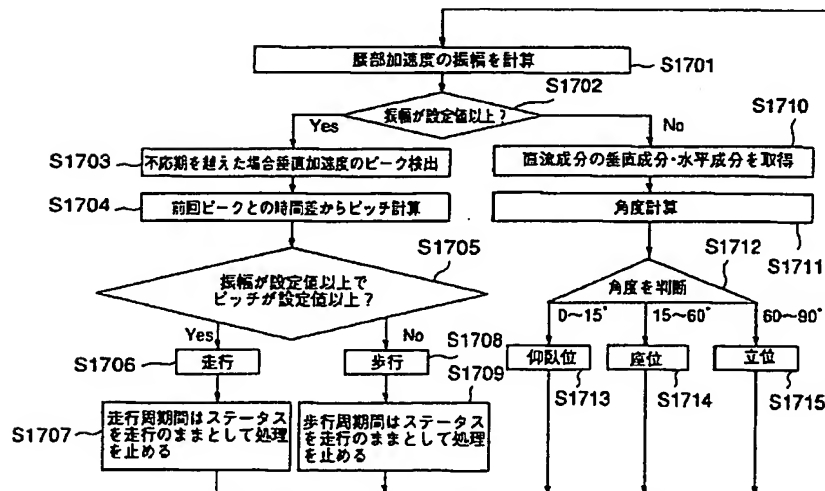 腰部加速度の振幅を計算
S1701
S1702
振幅が設定値以上?
Yes
No
S1710
S1703
不応期を越えた場合垂直加速度のピーク検出
直流成分の垂直成分・水平成分を取得
S1704
前回ピークとの時間差からピッチ計算
角度計算
S1711
S1705
振幅が設定値以上で
ピッチが設定値以上?
S1712
角度を判断
0~15°
15~60°
60~90°
Yes
No
S1706
走行
歩行
S1708
仰臥位
座位
立位
S1713
S1714
S1715
S1709
S1707
走行周期間はステータス
を走行のままとして処理
を止める
歩行周期間はステータス
を走行のままとして処理
を止める